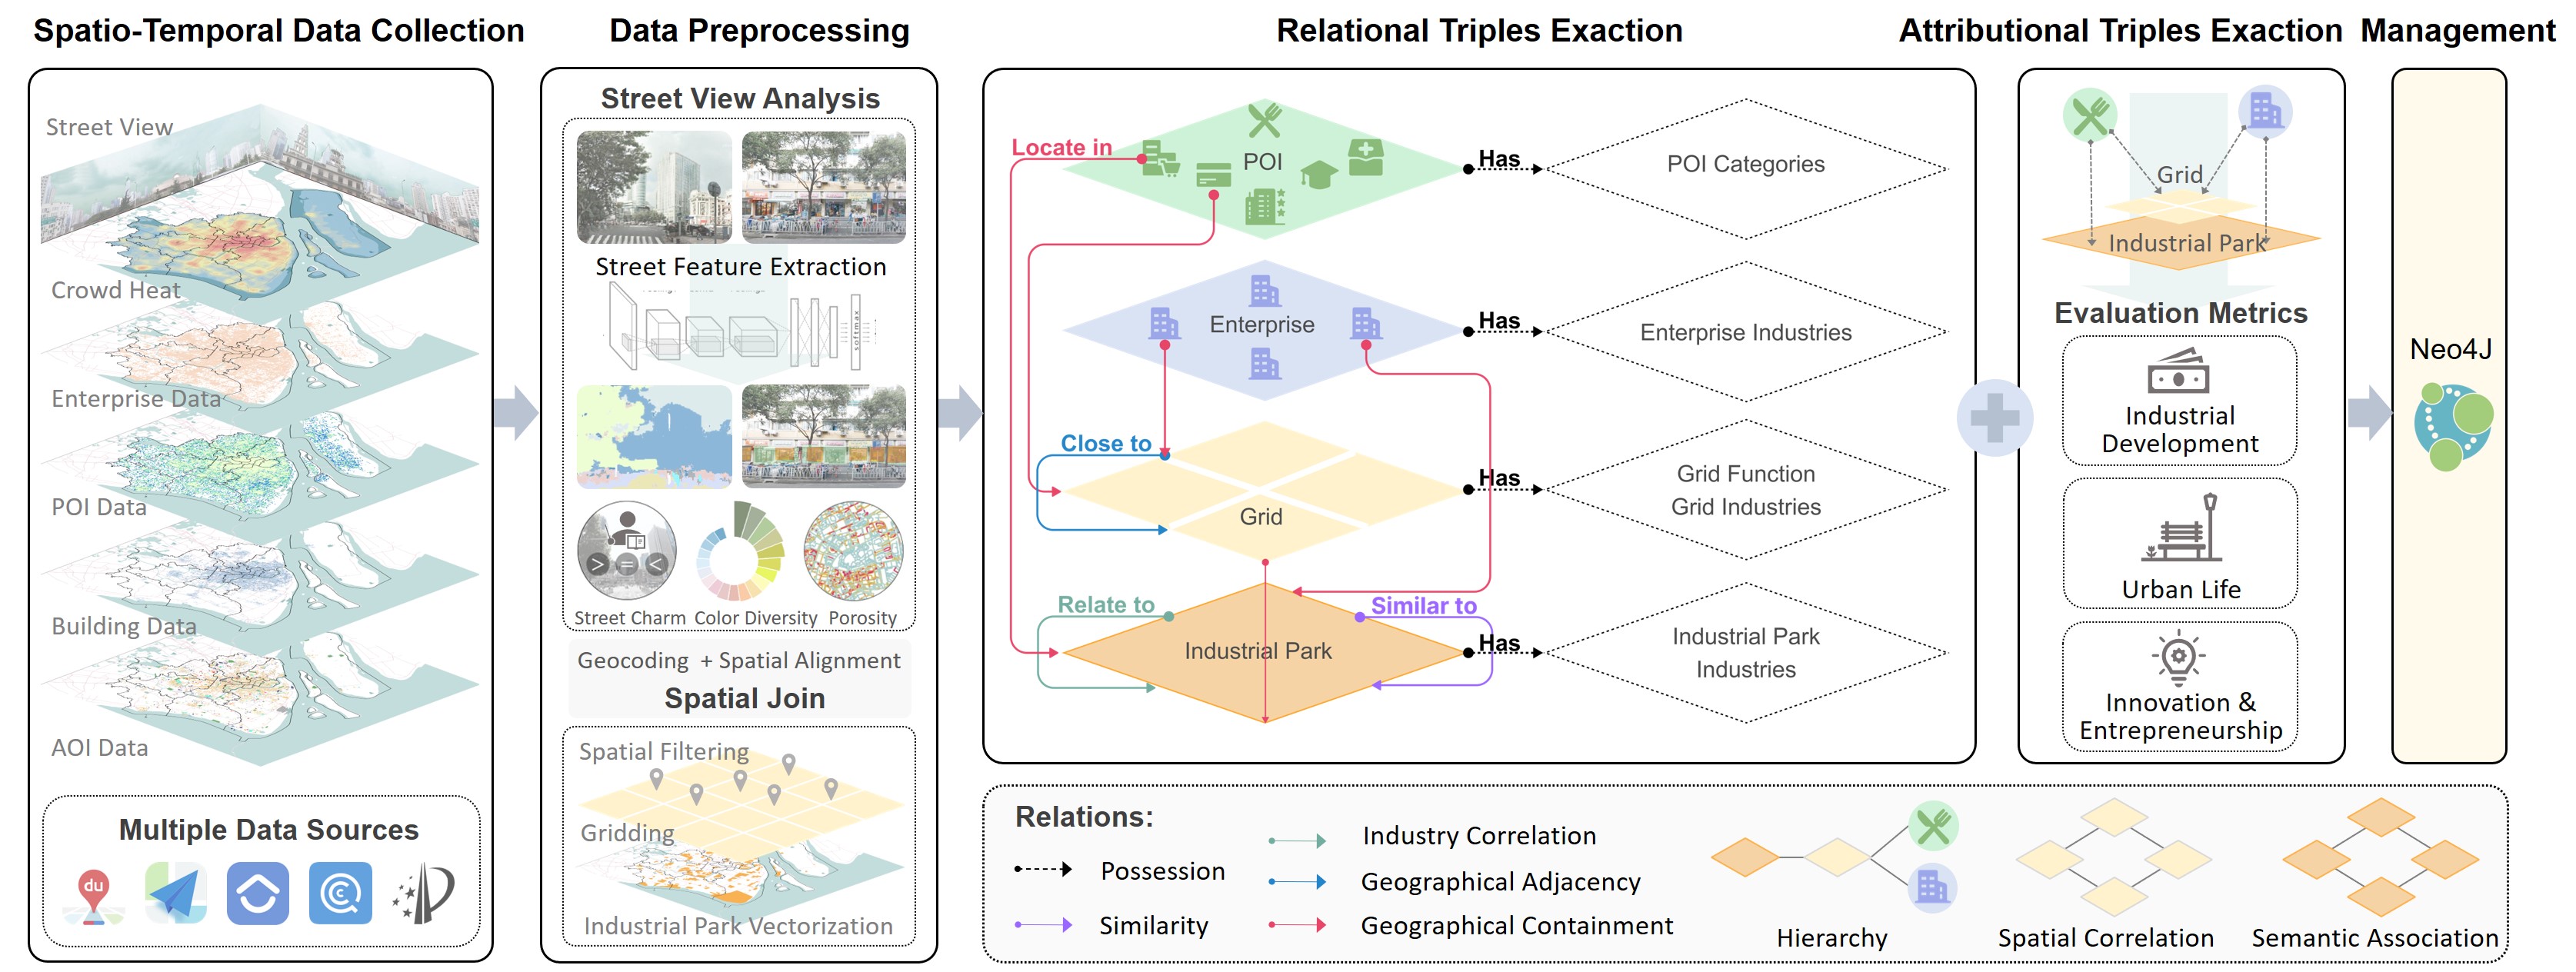 Spatio-Temporal Data Collection
Street View
Crowd Heat
Enterprise Data
POI Data
Building Data
AOI Data
Multiple Data Sources
du
Data Preprocessing
Street View Analysis
Street Feature Extraction
softmax
> = <
Street Charm Color Diversity Porosity
Geocoding + Spatial Alignment
Spatial Join
Spatial Filtering
Gridding
Industrial Park Vectorization
Relational Triples Exaction
Locate in
POI
Has
POI Categories
Enterprise
Has
Enterprise Industries
Close to
Grid
Has
Grid Function
Grid Industries
Relate to
Similar to
Industrial Park
Has
Industrial Park
Industries
Attributional Triples Exaction
Grid
Industrial Park
Evaluation Metrics
Industrial
Development
Urban Life
Innovation &
Entrepreneurship
Management
Neo4J
Relations:
Possession
Similarity
Industry Correlation
Geographical Adjacency
Geographical Containment
Hierarchy
Spatial Correlation
Semantic Association